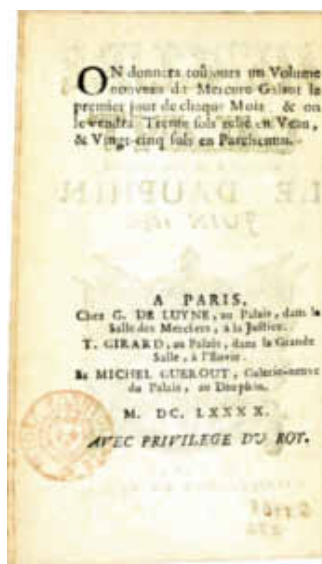 ON donnera toûjours un Volume
nouveau du Mercure Galant le
premier jour de chaque Mois, & on
le vendra Trente sols relié en Veau,
& Vingt-cinq sols en Parchemin.
A PARIS,
Chez G. DE LUYNE, au Palais, dans la
Salle des Merciers, à la Justice.
T. GIRARD, au Palais, dans la Grande
Salle, à l'Envie.
Et MICHEL GUEROUT, Galerie-neuve
du Palais, au Dauphin.
M. DC. LXXXX.
AVEC PRIVILEGE DU ROY.